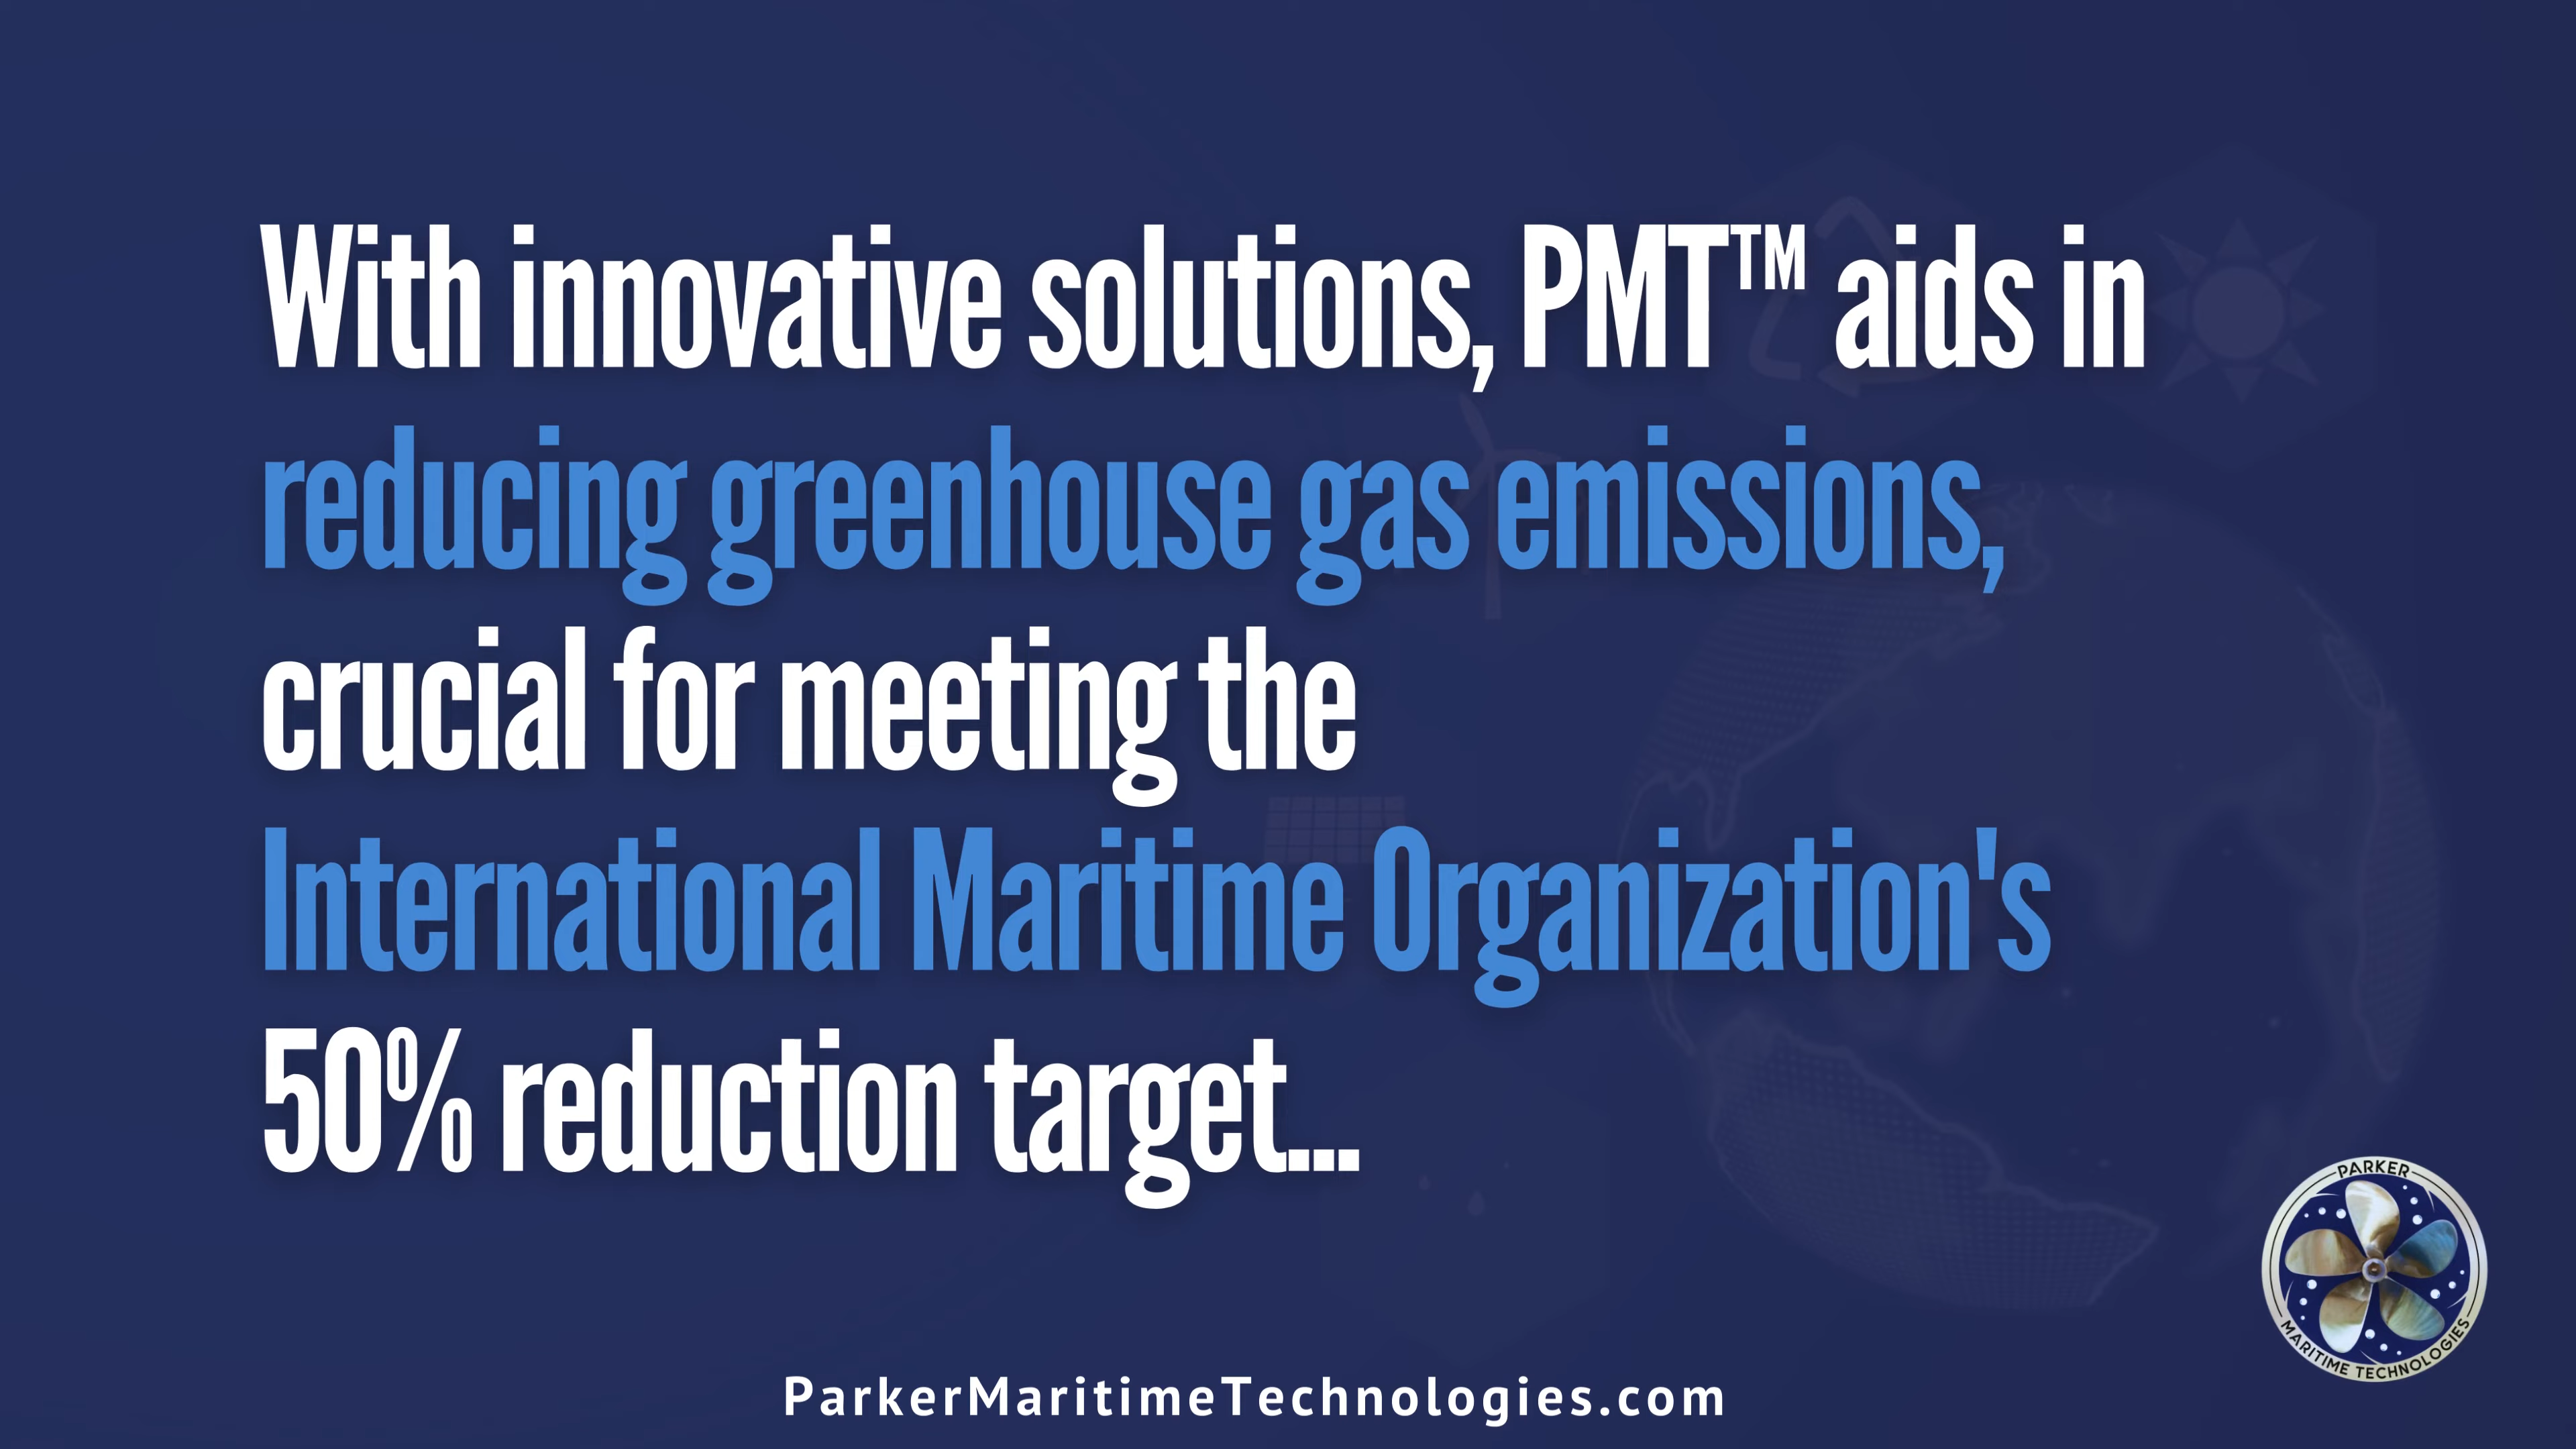 With innovative solutions, PMT™ aids in
reducing greenhouse gas emissions,
crucial for meeting the
International Maritime Organization's
50% reduction target...
PARKER
MARITIME TECHNOLOGIES
ParkerMaritimeTechnologies.com